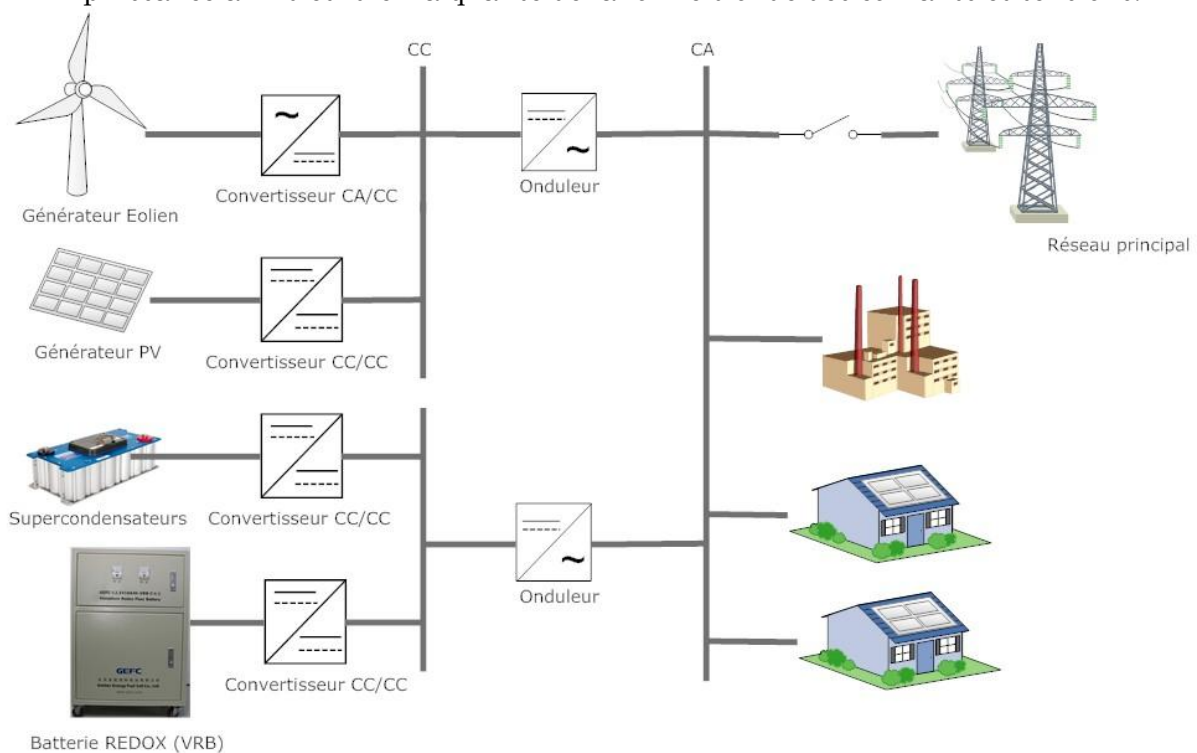 CC
CA
Générateur Eolien
Convertisseur CA/CC
Onduleur
Réseau principal
Générateur PV
Convertisseur CC/CC
Supercondensateurs
Convertisseur CC/CC
Onduleur
GEFC
Convertisseur CC/CC
Batterie REDOX (VRB)